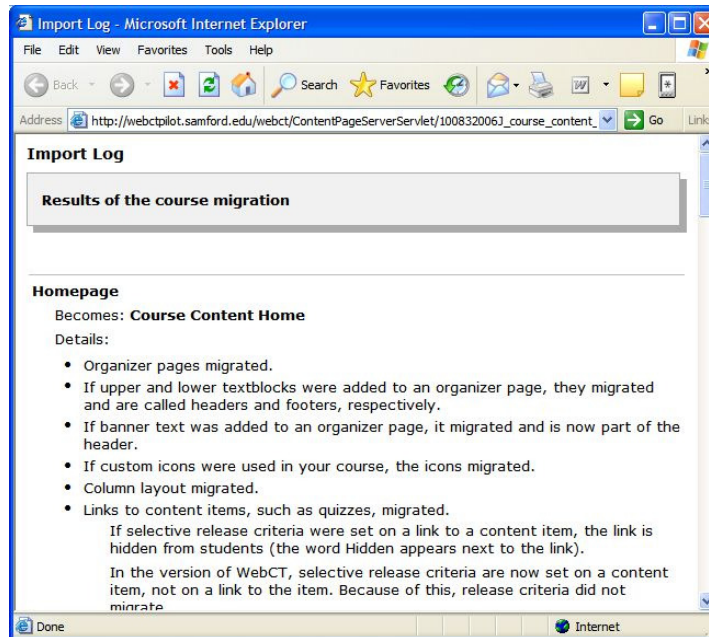 Import Log - Microsoft Internet Explorer
File Edit View Favorites Tools Help
Back Search Favorites
Address http://webctpilot.samford.edu/webct/ContentPageServerServlet/100832006J_course_content_ Go Link
Import Log
Results of the course migration
Homepage
Becomes: Course Content Home
Details:
• Organizer pages migrated.
• If upper and lower textblocks were added to an organizer page, they migrated
and are called headers and footers, respectively.
• If banner text was added to an organizer page, it migrated and is now part of the
header.
• If custom icons were used in your course, the icons migrated.
• Column layout migrated.
• Links to content items, such as quizzes, migrated.
If selective release criteria were set on a link to a content item, the link is
hidden from students (the word Hidden appears next to the link).
In the version of WebCT, selective release criteria are now set on a content
item, not on a link to the item. Because of this, release criteria did not
migrate
Done Internet